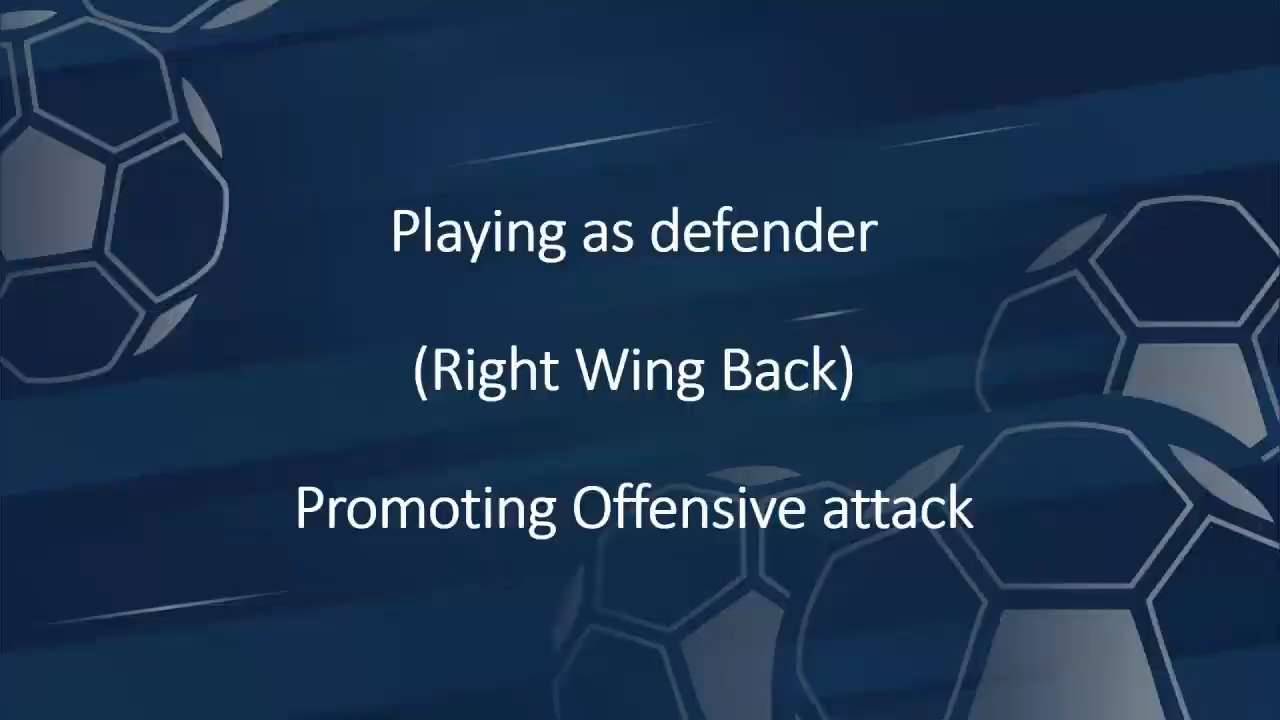 Playing as defender
(Right Wing Back)
Promoting Offensive attack